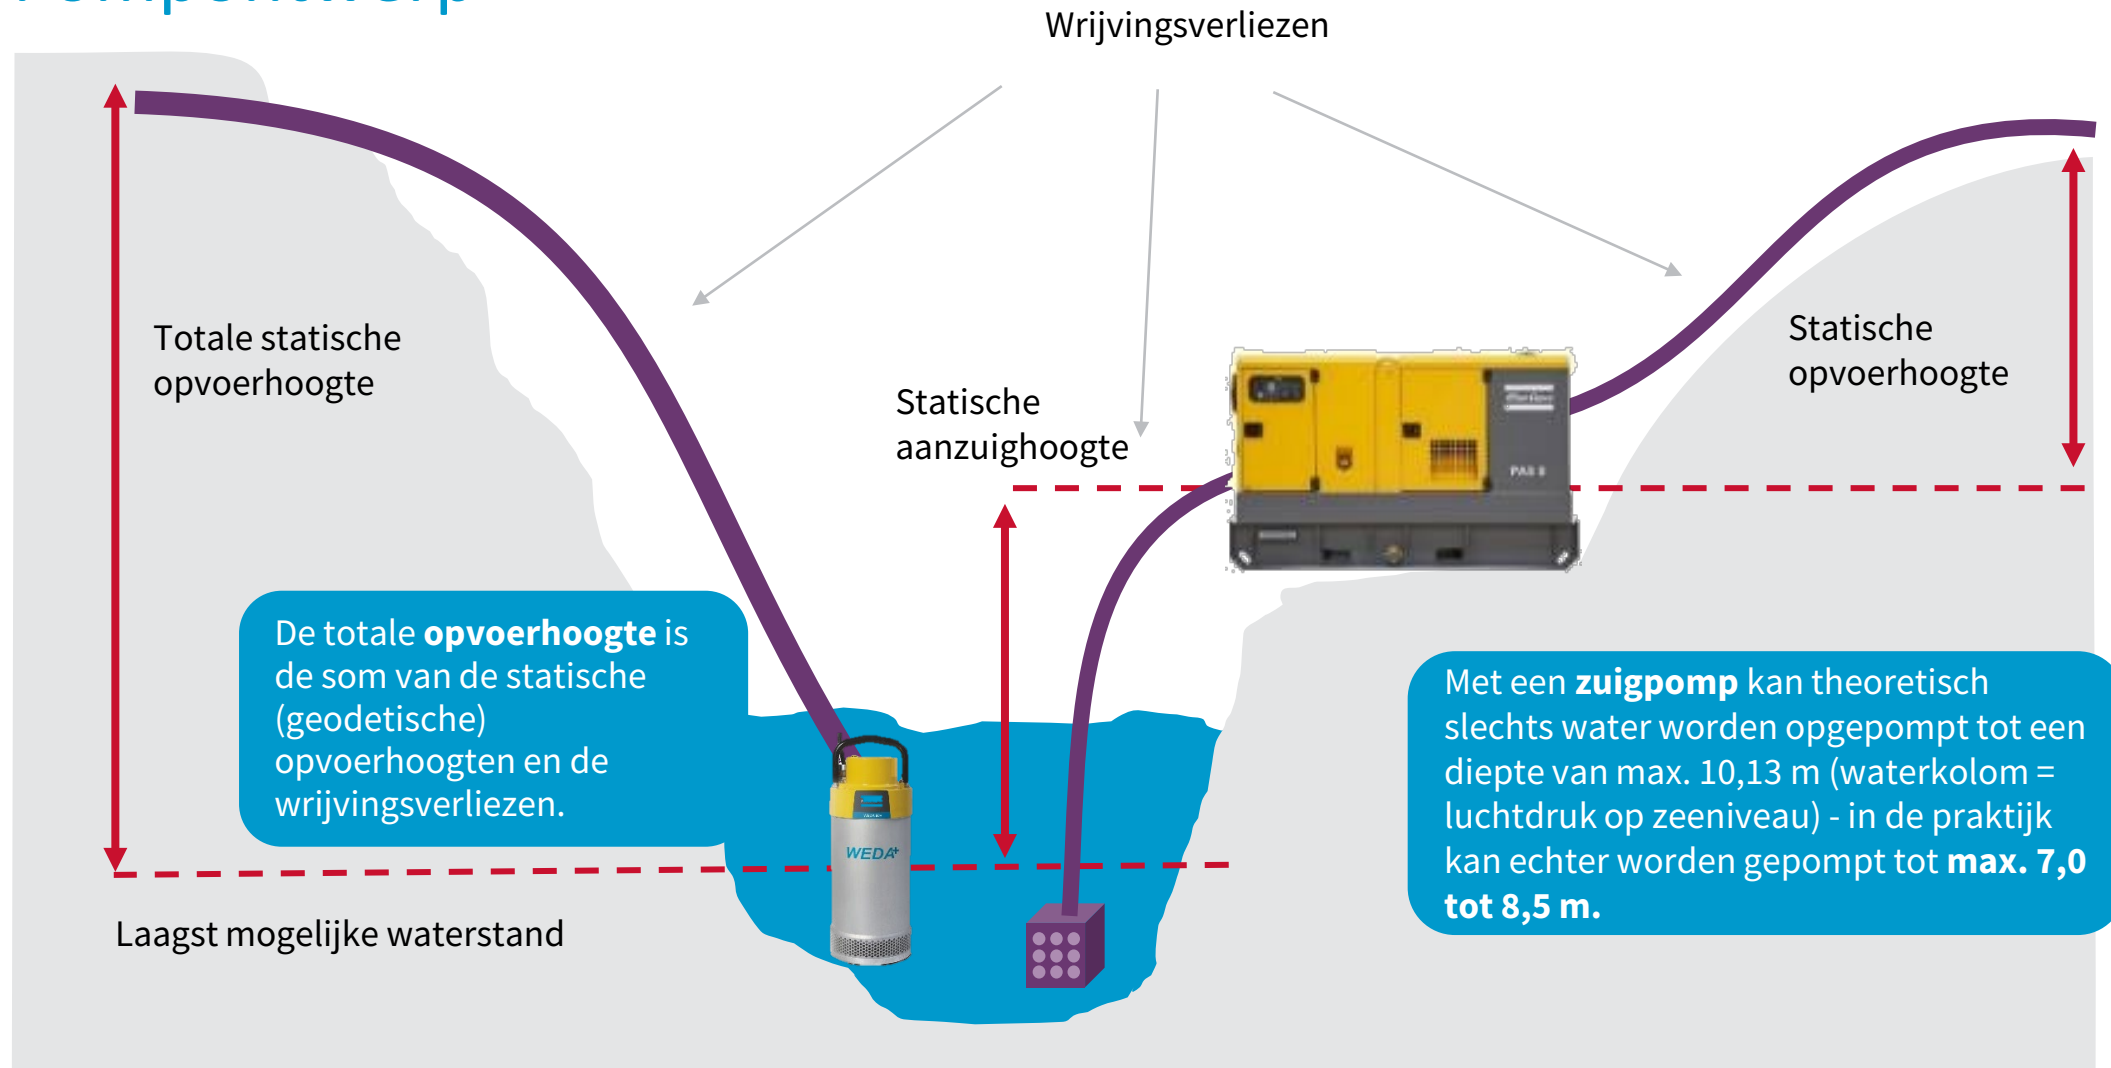 Pompontwerp
Wrijvingsverliezen
Totale statische
opvoerhoogte
Statische
aanzuighoogte
Statische
opvoerhoogte
PAS 8
De totale opvoerhoogte is
de som van de statische
(geodetische)
opvoerhoogten en de
wrijvingsverliezen.
Met een zuigpomp kan theoretisch
slechts water worden opgepompt tot een
diepte van max. 10,13 m (waterkolom =
luchtdruk op zeeniveau) - in de praktijk
kan echter worden gepompt tot max. 7,0
tot 8,5 m.
WEDA+
Laagst mogelijke waterstand